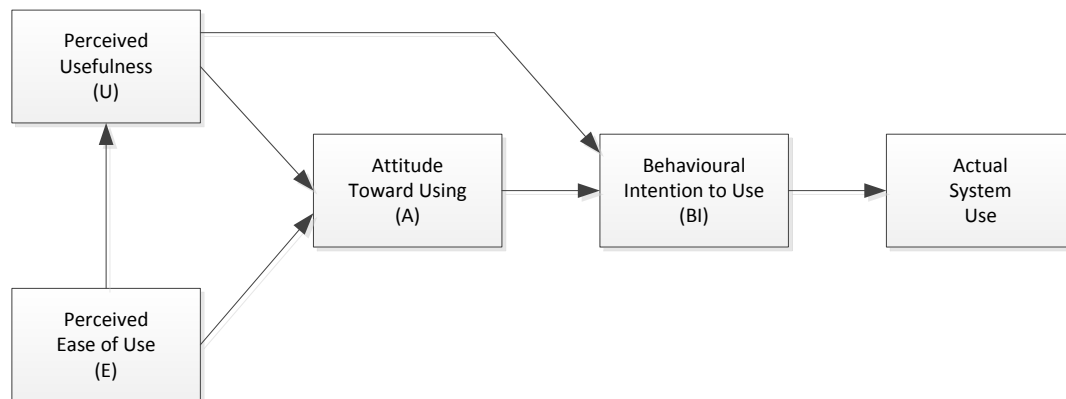 Perceived
Usefulness
(U)
Attitude
Toward Using
(A)
Behavioural
Intention to Use
(BI)
Actual
System
Use
Perceived
Ease of Use
(E)